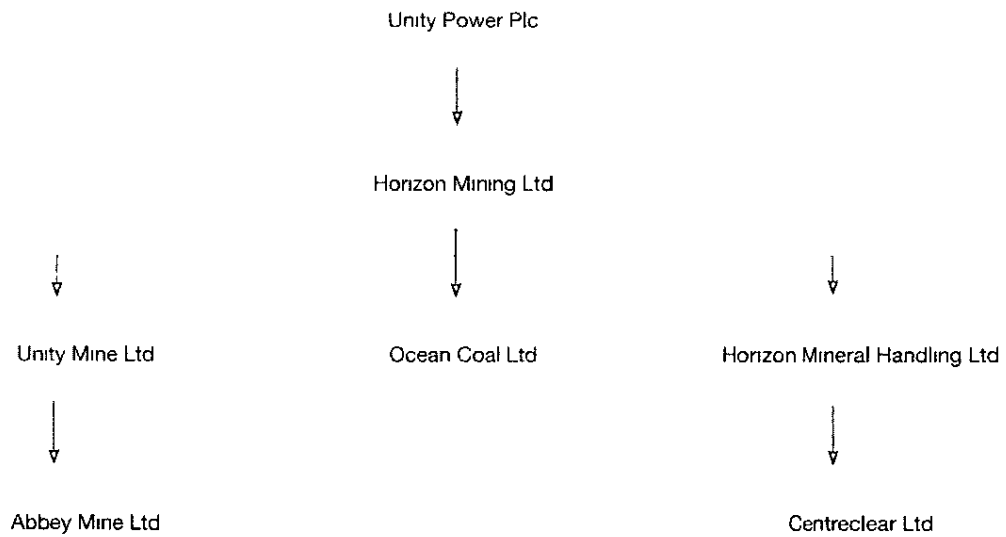 Unity Power Plc
Horizon Mining Ltd
Unity Mine Ltd
Ocean Coal Ltd
Horizon Mineral Handling Ltd
Abbey Mine Ltd
Centreclear Ltd